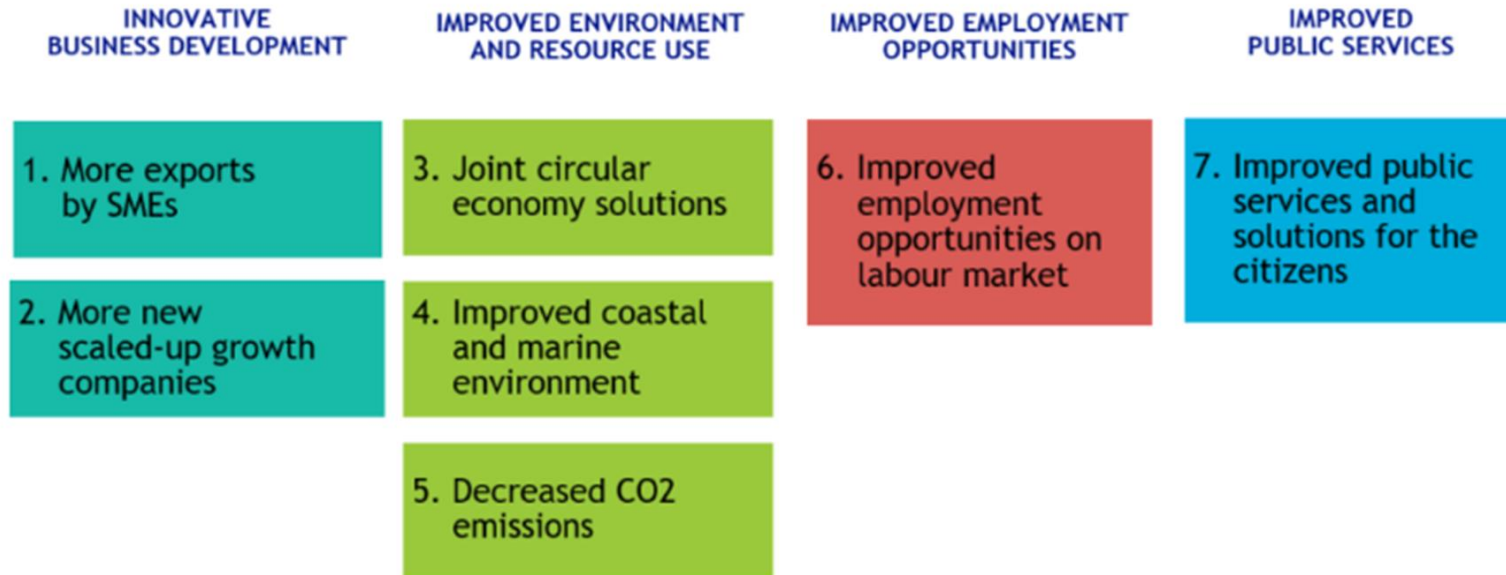 INNOVATIVE
BUSINESS DEVELOPMENT
1. More exports
by SMEs
2. More new
scaled-up growth
companies
IMPROVED ENVIRONMENT
AND RESOURCE USE
3. Joint circular
economy solutions
4. Improved coastal
and marine
environment
5. Decreased CO2
emissions
IMPROVED EMPLOYMENT
OPPORTUNITIES
6. Improved
employment
opportunities on
labour market
IMPROVED
PUBLIC SERVICES
7. Improved public
services and
solutions for the
citizens